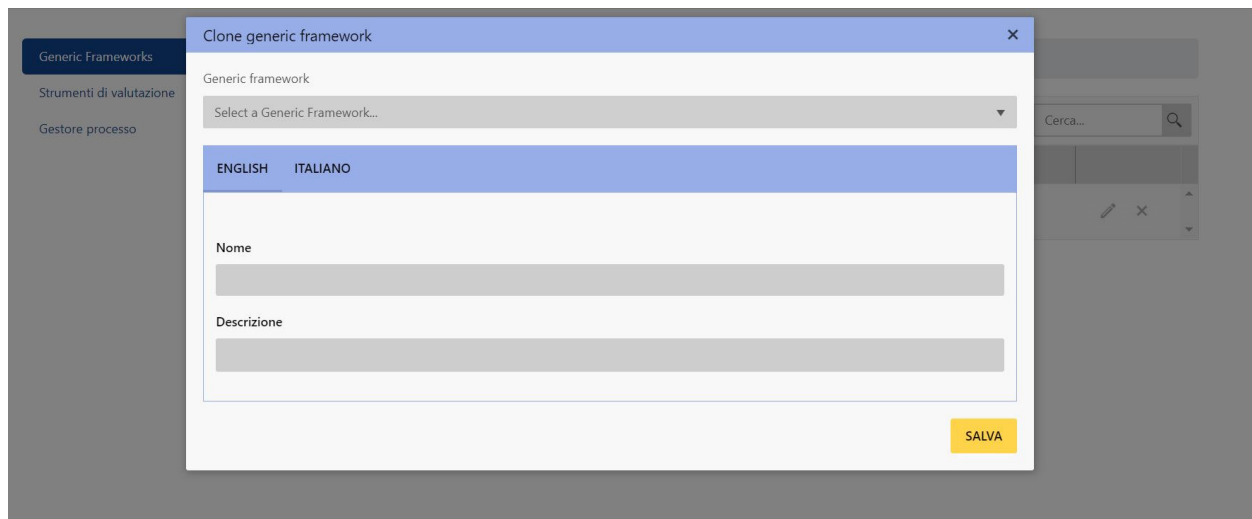 Clone generic framework
Generic Frameworks
Generic framework
Strumenti di valutazione
Select a Generic Framework...
Cerca...
Gestore processo
ENGLISH ITALIANO
Nome
Descrizione
SALVA